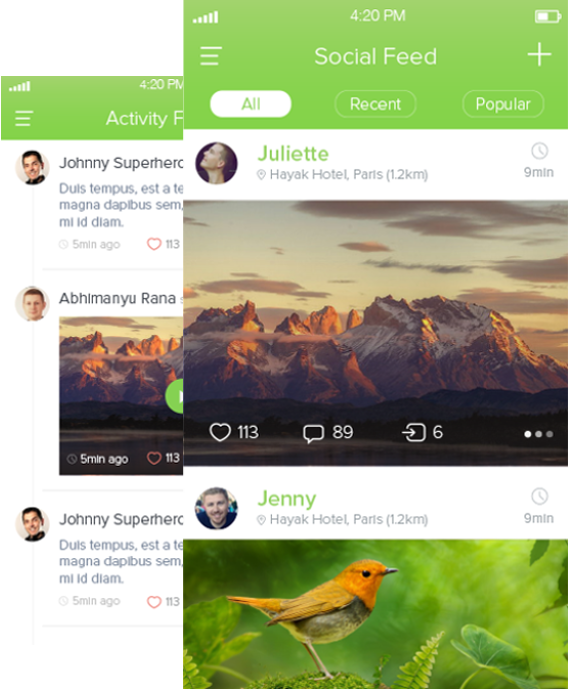 4:20 PM
Social Feed
All
Recent
Popular
Juliette
Hayak Hotel, Paris (1.2km)
9min
113
89
6
Jenny
Hayak Hotel, Paris (1.2km)
9min
4:20 PM
Activity F
Johnny Superherc
Duis tempus, est a te
magna dapibus sem,
mi id diam.
5min ago
113
Abhimanyu Rana
5min ago
113
Johnny Superherc
Duis tempus, est a te
magna dapibus sem,
mi id diam.
5min ago
113